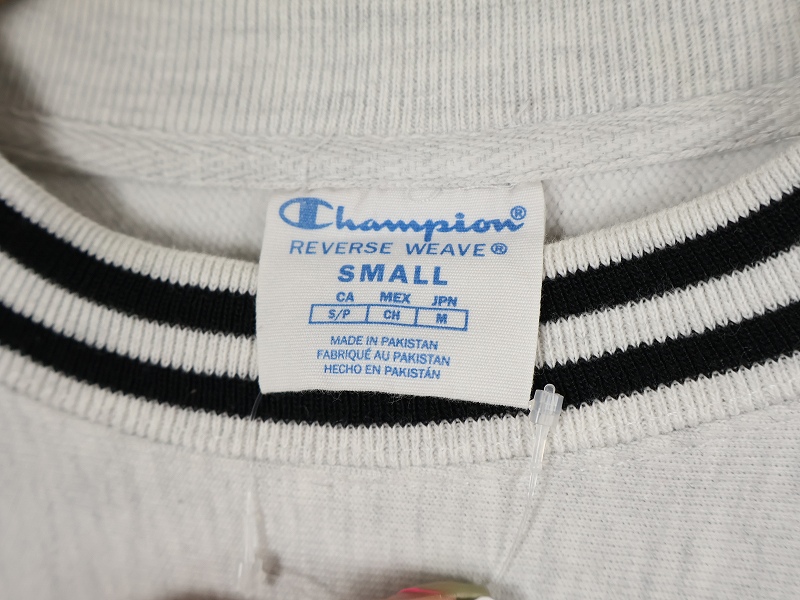 Champion®
REVERSE WEAVE®
SMALL
CA MEX JPN
S/P CH M
MADE IN PAKISTAN
FABRIQUÉ AU PAKISTAN
HECHO EN PAKISTÁN